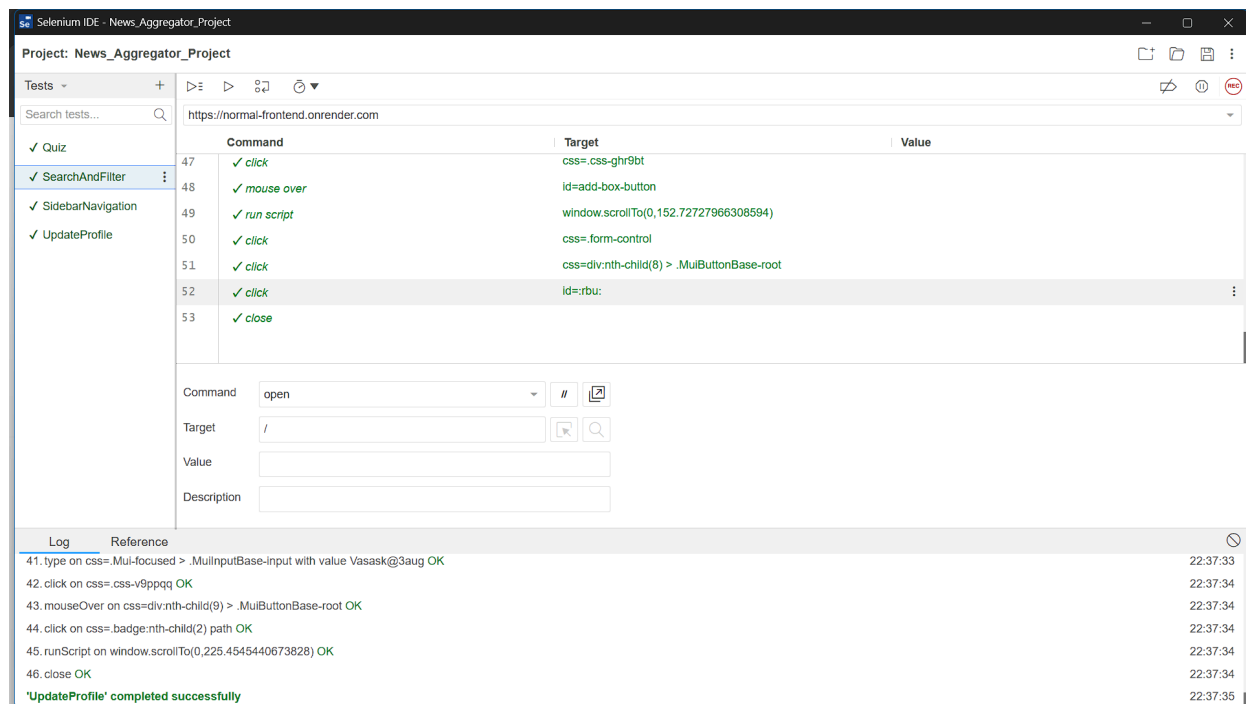 Selenium IDE - News_Aggregator_Project
Project: News_Aggregator_Project
Tests
Search tests...
✓ Quiz
✓ SearchAndFilter
✓ SidebarNavigation
✓ UpdateProfile
REC
https://normal-frontend.onrender.com
Command Target Value
47 ✓ click css=.css-ghr9bt
48 ✓ mouse over id=add-box-button
49 ✓ run script window.scrollTo(0,152.72727966308594)
50 ✓ click css=.form-control
51 ✓ click css=div:nth-child(8) > .MuiButtonBase-root
52 ✓ click id=:rbu:
53 ✓ close
Command open //
Target /
Value
Description
Log Reference
41. type on css=.Mui-focused > .MuiInputBase-input with value Vasask@3aug OK 22:37:33
42. click on css=.css-v9ppqq OK 22:37:34
43. mouseOver on css=div:nth-child(9) > .MuiButtonBase-root OK 22:37:34
44. click on css=.badge:nth-child(2) path OK 22:37:34
45. runScript on window.scrollTo(0,225.4545440673828) OK 22:37:34
46. close OK 22:37:34
'UpdateProfile' completed successfully 22:37:35